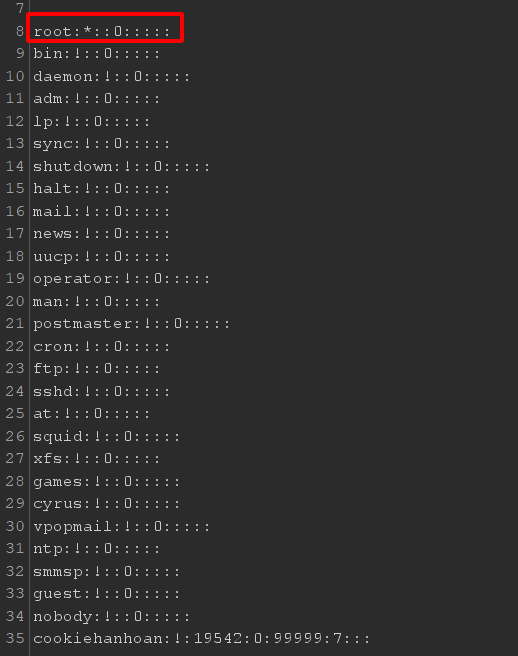 7
8 root:*::0:::::
9 bin:!::0:::::
10 daemon:!::0:::::
11 adm:!::0:::::
12 lp:!::0:::::
13 sync:!::0:::::
14 shutdown:!::0:::::
15 halt:!::0:::::
16 mail:!::0:::::
17 news:!::0:::::
18 uucp:!::0:::::
19 operator:!::0:::::
20 man:!::0:::::
21 postmaster:!::0:::::
22 cron:!::0:::::
23 ftp:!::0:::::
24 sshd:!::0:::::
25 at:!::0:::::
26 squid:!::0:::::
27 xfs:!::0:::::
28 games:!::0:::::
29 cyrus:!::0:::::
30 vpopmail:!::0:::::
31 ntp:!::0:::::
32 smmsp:!::0:::::
33 guest:!::0:::::
34 nobody:!::0:::::
35 cookiehanhoan:!:19542:0:99999:7:::